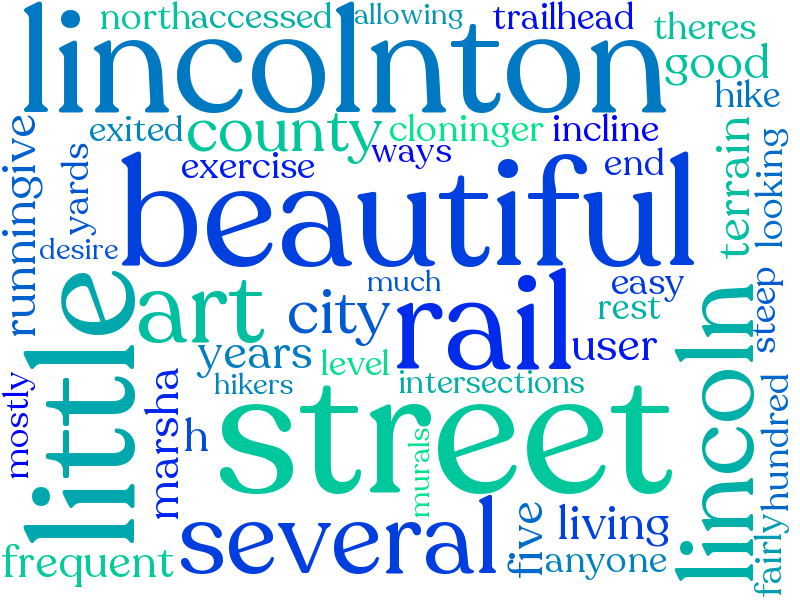 northaccessed
allowing
trailhead
theres
lincolnton
good
hike
exited
county
cloninger
incline
ways
exercise
end
runningive
yards
terrain
looking
beautiful
desire
much
easy
little
art
city
rail
rest
steep
user
years
level
hikers
intersections
lincoln
mostly
marsha
h
street
murals
hundred
several
five
living
fairly
frequent
anyone